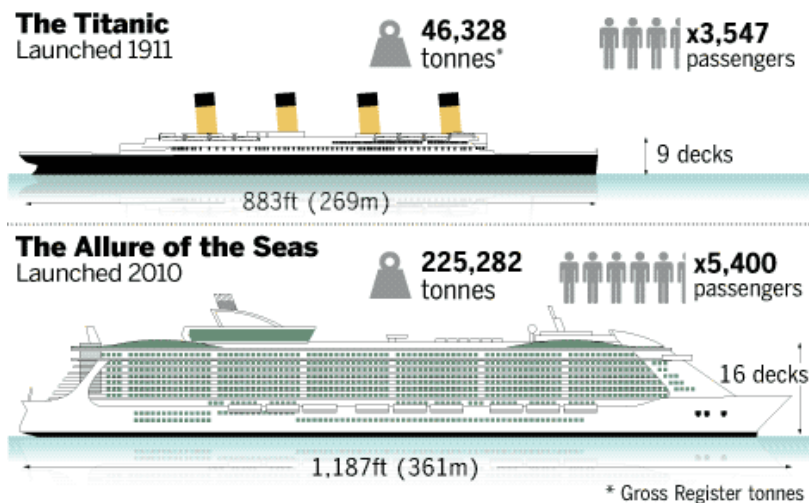 The Titanic
Launched 1911
46,328
tonnes*
x3,547
passengers
9 decks
883ft (269m)
The Allure of the Seas
Launched 2010
225,282
tonnes
x5,400
passengers
16 decks
1,187ft (361m)
* Gross Register tonnes